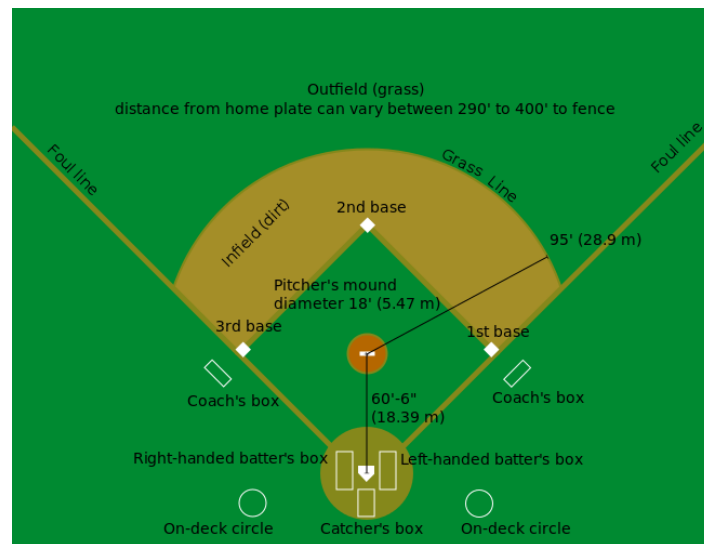 Outfield (grass)
distance from home plate can vary between 290' to 400' to fence
Foul line
Foul line
Grass Line
Infield (dirt)
2nd base
95' (28.9 m)
Pitcher's mound
diameter 18' (5.47 m)
3rd base
1st base
Coach's box
Coach's box
60'-6"
(18.39 m)
Right-handed batter's box
Left-handed batter's box
On-deck circle
Catcher's box
On-deck circle